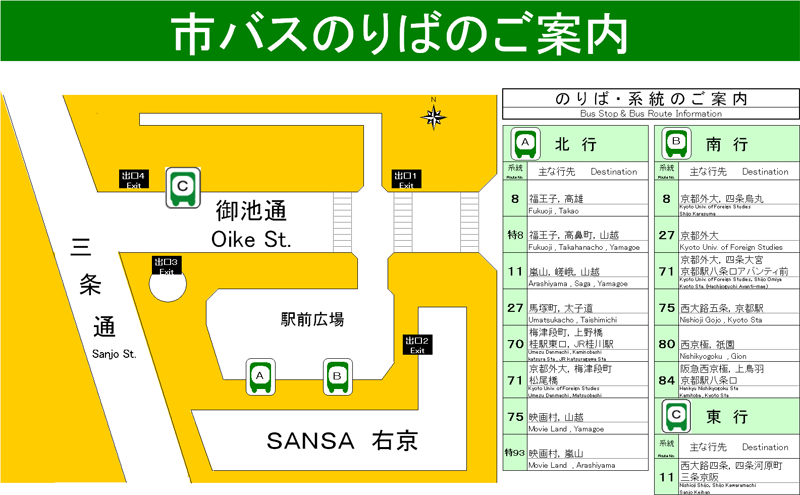 市バスのりばのご案内
N
出口4
Exit
C
出口1
Exit
御池通
Oike St.
三条通
Sanjo St.
出口3
Exit
駅前広場
出口2
Exit
A
B
SANSA 右京
のりば・系統のご案内
Bus Stop & Bus Route Information
A 北行
系統 主な行先 Destination
Route No.
8 福王子, 高雄
Fukuoji , Takao
特8 福王子, 高鼻町, 山越
Fukuoji , Takahanacho , Yamagoe
11 嵐山, 嵯峨, 山越
Arashiyama , Saga , Yamagoe
27 馬塚町, 太子道
Umatsukacho , Taishimichi
70 梅津段町, 上野橋
桂駅東口, JR桂川駅
Umezu Danmachi , Kaminobashi
katsura Sta. , JR katsuragawa Sta.
71 京都外大, 梅津段町
松尾橋
Kyoto Univ. of Foreign Studies
Umezu Danmachi , Matsuobashi
75 映画村, 山越
Movie Land , Yamagoe
特93 映画村, 嵐山
Movie Land , Arashiyama
B 南行
系統 主な行先 Destination
Route No.
8 京都外大, 四条烏丸
Kyoto Univ. of Foreign Studies
Shijo Karasuma
27 京都外大
Kyoto Univ. of Foreign Studies
71 京都外大, 四条大宮
京都駅八条口アバンティ前
Kyoto Univ. of Foreign Studies, Shijo Omiya
Kyoto Sta. (Hachijoguchi Avanti-mae)
75 西大路五条, 京都駅
Nishioji Gojo , Kyoto Sta
80 西京極, 祇園
Nishikyogoku , Gion
84 阪急西京極, 上鳥羽
京都駅八条口
Hankyu Nishikyogoku Sta
Kamitoba , Kyoto Sta
C 東行
系統 主な行先 Destination
Route No.
11 西大路四条, 四条河原町
三条京阪
Nishioji Shijo, Shijo Kawaramachi
Sanjo Keihan